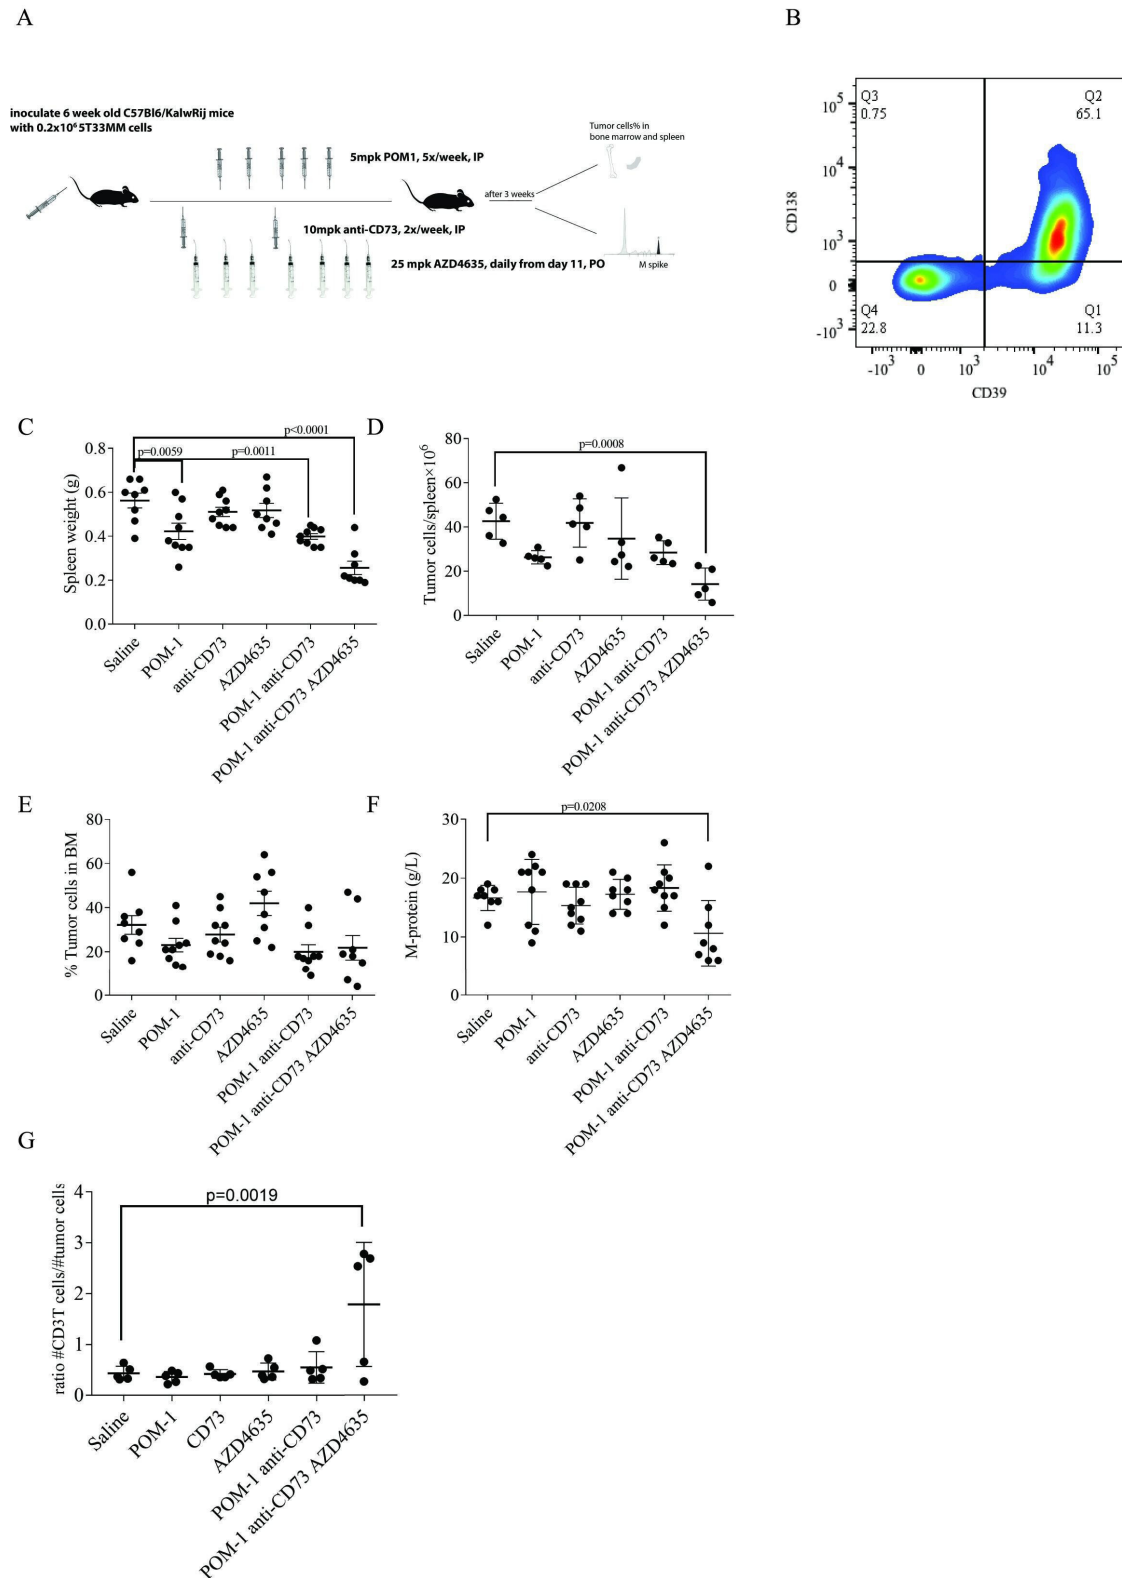 A
B
inoculate 6 week old C57Bl6/KalwRij mice
with 0.2x10⁶ 5T33MM cells
5mpk POM1, 5x/week, IP
10mpk anti-CD73, 2x/week, IP
25 mpk AZD4635, daily from day 11, PO
after 3 weeks
Tumor cells% in
bone marrow and spleen
M spike
Q3
0.75
Q2
65.1
Q4
22.8
Q1
11.3
CD138
10⁵
10⁴
10³
0
-10³
-10³ 0 10³ 10⁴ 10⁵
CD39
C
p<0.0001
p=0.0059
p=0.0011
Spleen weight (g)
0.8
0.6
0.4
0.2
0.0
Saline
POM-1
anti-CD73
AZD4635
POM-1 anti-CD73
POM-1 anti-CD73 AZD4635
D
p=0.0008
Tumor cells/spleen×10⁶
80
60
40
20
0
Saline
POM-1
anti-CD73
AZD4635
POM-1 anti-CD73
POM-1 anti-CD73 AZD4635
E
% Tumor cells in BM
80
60
40
20
0
Saline
POM-1
anti-CD73
AZD4635
POM-1 anti-CD73
POM-1 anti-CD73 AZD4635
F
p=0.0208
M-protein (g/L)
30
20
10
0
Saline
POM-1
anti-CD73
AZD4635
POM-1 anti-CD73
POM-1 anti-CD73 AZD4635
G
p=0.0019
ratio #CD3T cells/#tumor cells
4
3
2
1
0
Saline
POM-1
CD73
AZD4635
POM-1 anti-CD73
POM-1 anti-CD73 AZD4635